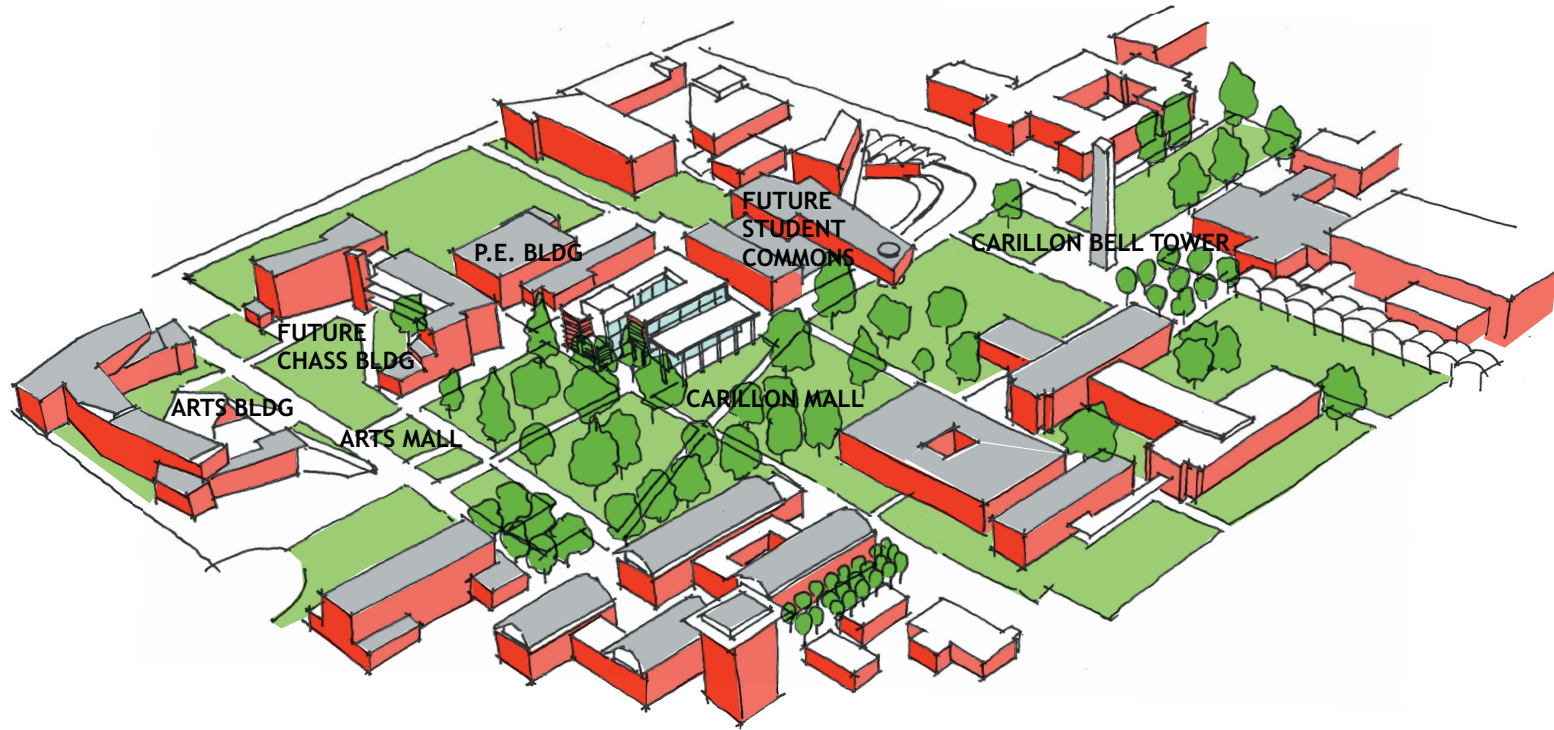 FUTURE
STUDENT
COMMONS
CARILLON BELL TOWER
P.E. BLDG
FUTURE
CHASS BLDG
ARTS BLDG
CARILLON MALL
ARTS MALL